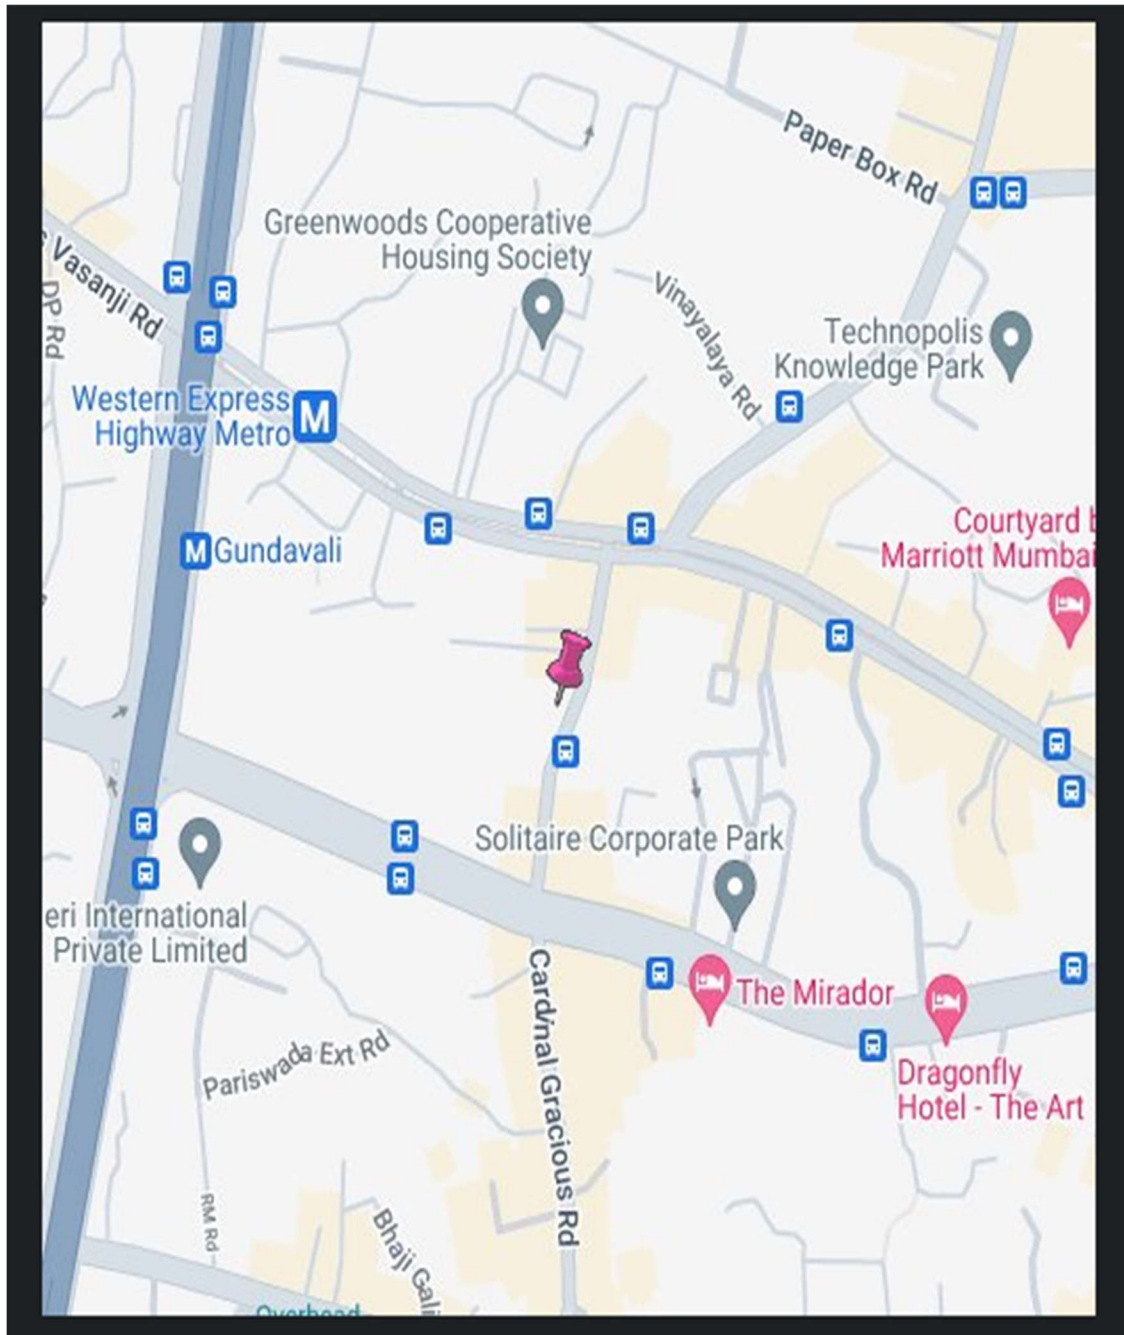 Paper Box Rd
Greenwoods Cooperative
Housing Society
s Vasanji Rd
DP Rd
Vinayalaya Rd
Technopolis
Knowledge Park
Western Express
Highway Metro
M
M Gundavali
Courtyard b
Marriott Mumbai
Solitaire Corporate Park
eri International
Private Limited
The Mirador
Cardinal Gracious Rd
Pariswada Ext Rd
Dragonfly
Hotel - The Art
RM Rd
Bhaji Gali
Overhead